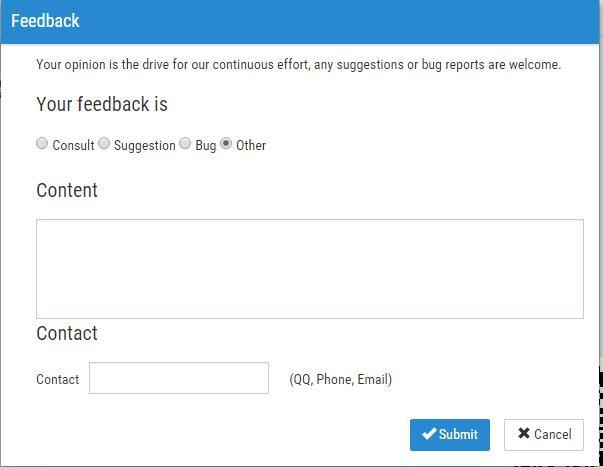 Feedback
Your opinion is the drive for our continuous effort, any suggestions or bug reports are welcome.
Your feedback is
Consult Suggestion Bug Other
Content
Contact
Contact (QQ, Phone, Email)
Submit Cancel